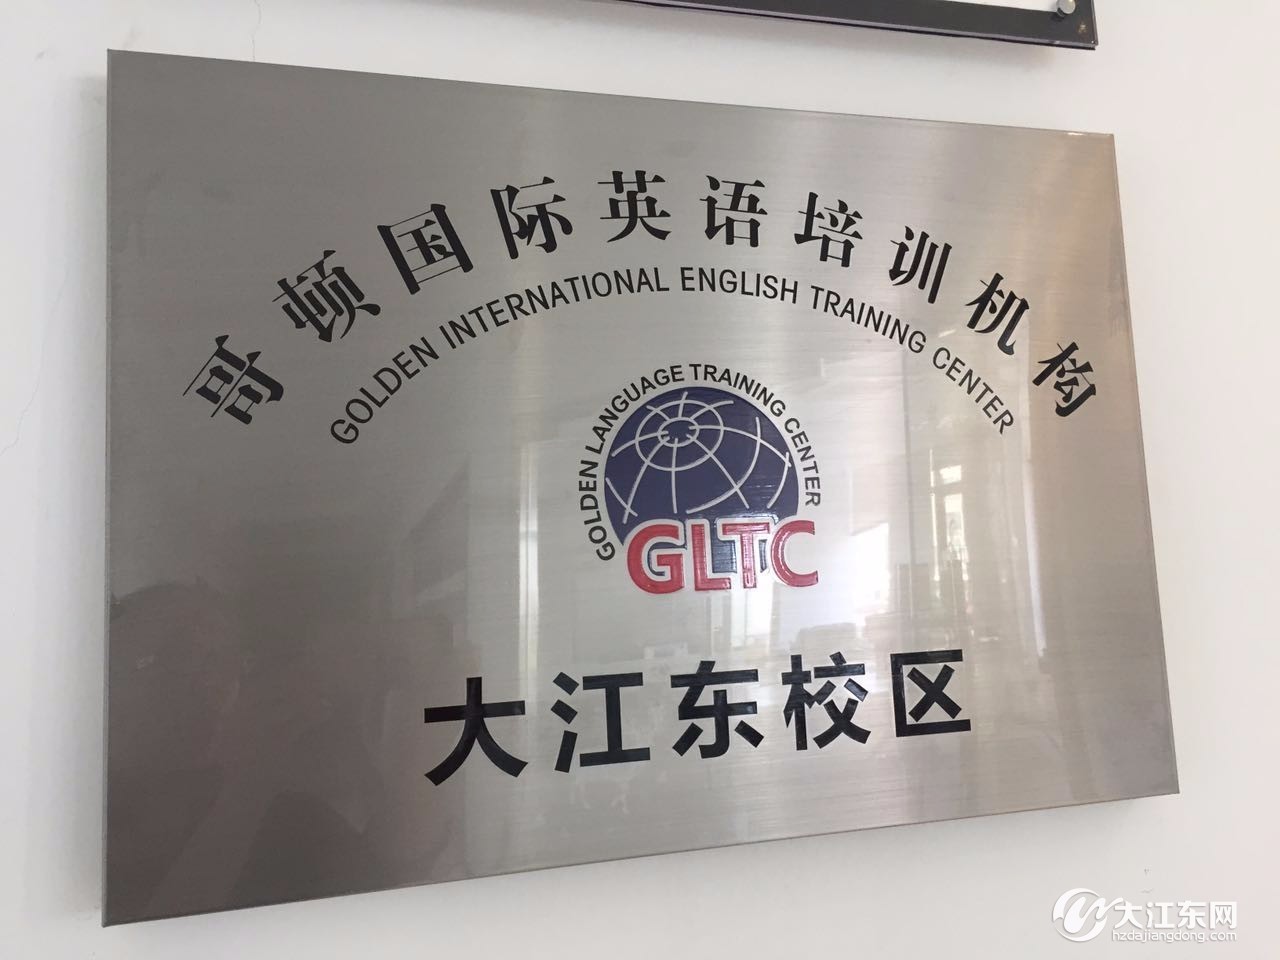 哥顿国际英语培训机构
GOLDEN INTERNATIONAL ENGLISH TRAINING CENTER
GOLDEN LANGUAGE TRAINING CENTER
GLTC
大江东校区
大江东网
hzdajiangdong.com